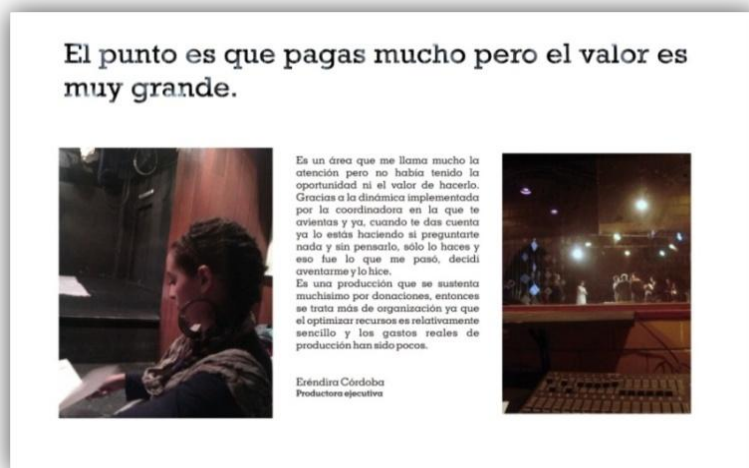 El punto es que pagas mucho pero el valor es
muy grande.
Es un área que me llama mucho la
atención pero no había tenido la
oportunidad ni el valor de hacerlo.
Gracias a la dinámica implementada
por la coordinadora en la que te
avientas y ya, cuando te das cuenta
ya lo estás haciendo si preguntarte
nada y sin pensarlo, sólo lo haces y
eso fue lo que me pasó, decidí
aventarme y lo hice.
Es una producción que se sustenta
muchísimo por donaciones, entonces
se trata más de organización ya que
el optimizar recursos es relativamente
sencillo y los gastos reales de
producción han sido pocos.
Eréndira Córdoba
Productora ejecutiva